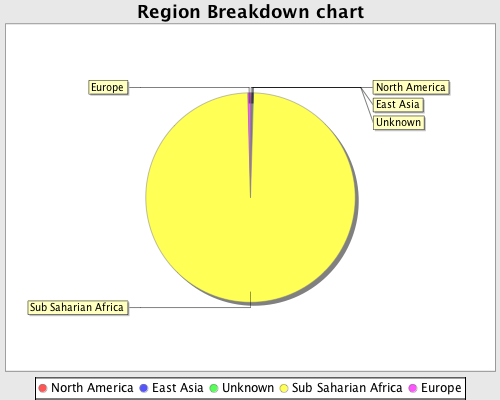 Region Breakdown chart
Europe
North America
East Asia
Unknown
Sub Saharian Africa
North America East Asia Unknown Sub Saharian Africa Europe